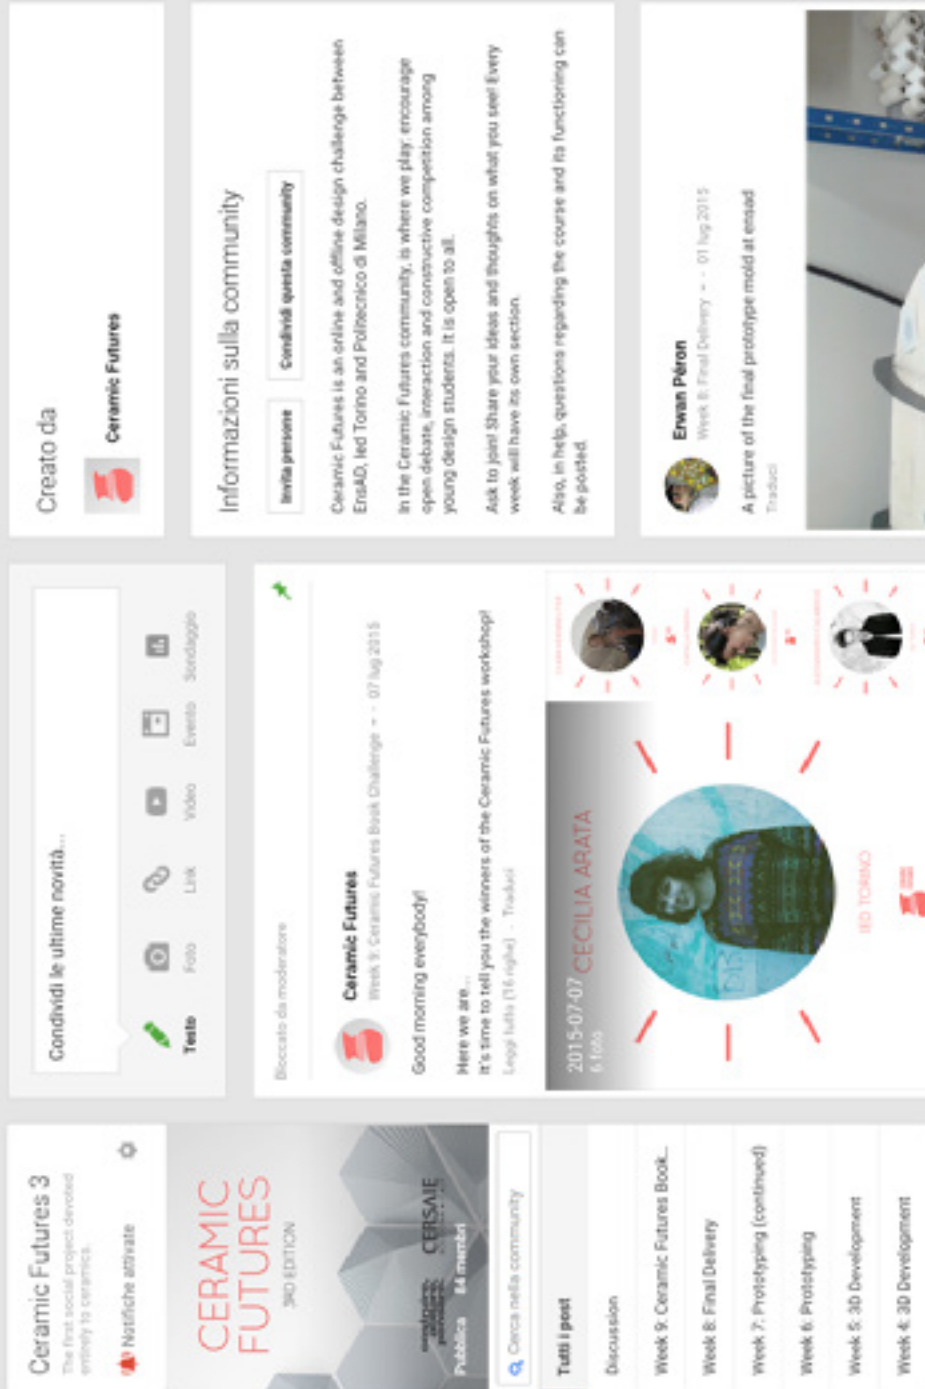 Ceramic Futures 3
The first social project devoted
entirely to ceramics.
Notifiche attivate
CERAMIC
FUTURES
3RD EDITION
CERSAIE
Pubblica
84 membri
Cerca nella community
Tutti i post
Discussion
Week 9: Ceramic Futures Book...
Week 8: Final Delivery
Week 7: Prototyping (continued)
Week 6: Prototyping
Week 5: 3D Development
Week 4: 3D Development
Condividi le ultime novità...
Testo
Foto
Link
Video
Evento
Sondaggio
Bloccato da moderatore
Ceramic Futures
Week 9: Ceramic Futures Book Challenge - - 07 lug 2015
Good morning everybody!
Here we are...
it's time to tell you the winners of the Ceramic Futures workshop!
Leggi tutto (16 righe) - Traduci
2015-07-07
6 foto
CECILIA ARATA
IED TORINO
Creato da
Ceramic Futures
Informazioni sulla community
Invita persone
Condividi questa community
Ceramic Futures is an online and offline design challenge between
EnsAD, Ied Torino and Politecnico di Milano.
In the Ceramic Futures community, is where we play: encourage
open debate, interaction and constructive competition among
young design students. It is open to all.
Ask to join! Share your ideas and thoughts on what you see! Every
week will have its own section.
Also, in help, questions regarding the course and its functioning can
be posted.
Erwan Péron
Week 8: Final Delivery - - 01 lug 2015
A picture of the final prototype mold at ensad
Traduci